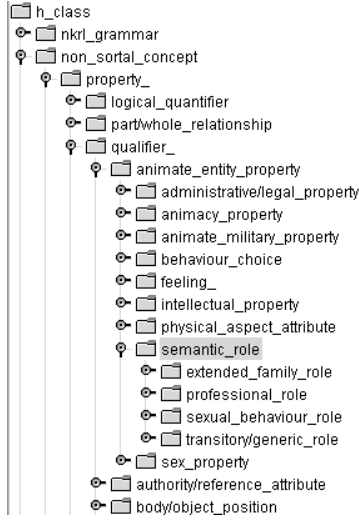 h_class
nkrl_grammar
non_sortal_concept
property_
logical_quantifier
part/whole_relationship
qualifier_
animate_entity_property
administrative/legal_property
animacy_property
animate_military_property
behaviour_choice
feeling_
intellectual_property
physical_aspect_attribute
semantic_role
extended_family_role
professional_role
sexual_behaviour_role
transitory/generic_role
sex_property
authority/reference_attribute
body/object_position